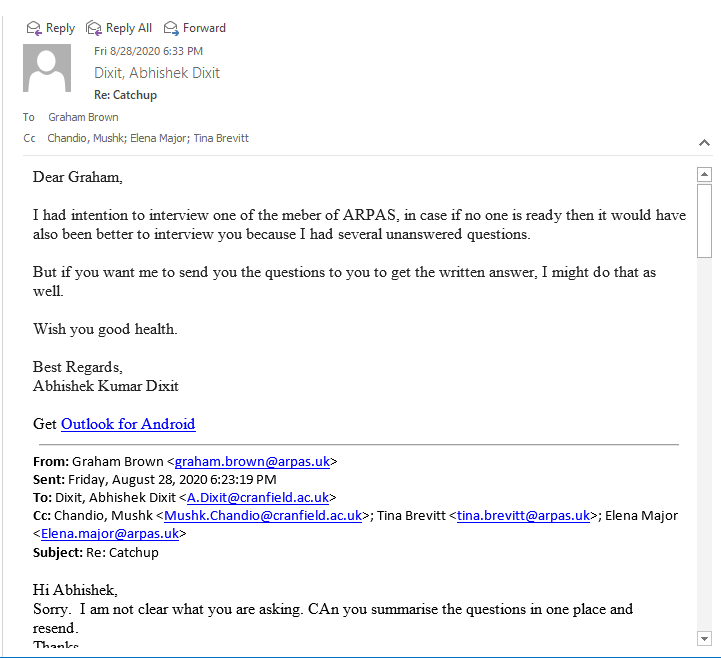 Reply Reply All Forward
Fri 8/28/2020 6:33 PM
Dixit, Abhishek Dixit
Re: Catchup
To Graham Brown
Cc Chandio, Mushk; Elena Major; Tina Brevitt
Dear Graham,
I had intention to interview one of the meber of ARPAS, in case if no one is ready then it would have
also been better to interview you because I had several unanswered questions.
But if you want me to send you the questions to you to get the written answer, I might do that as
well.
Wish you good health.
Best Regards,
Abhishek Kumar Dixit
Get Outlook for Android
From: Graham Brown <graham.brown@arpas.uk>
Sent: Friday, August 28, 2020 6:23:19 PM
To: Dixit, Abhishek Dixit <A.Dixit@cranfield.ac.uk>
Cc: Chandio, Mushk <Mushk.Chandio@cranfield.ac.uk>; Tina Brevitt <tina.brevitt@arpas.uk>; Elena Major
<Elena.major@arpas.uk>
Subject: Re: Catchup
Hi Abhishek,
Sorry.  I am not clear what you are asking. CAn you summarise the questions in one place and
resend.
Thanks